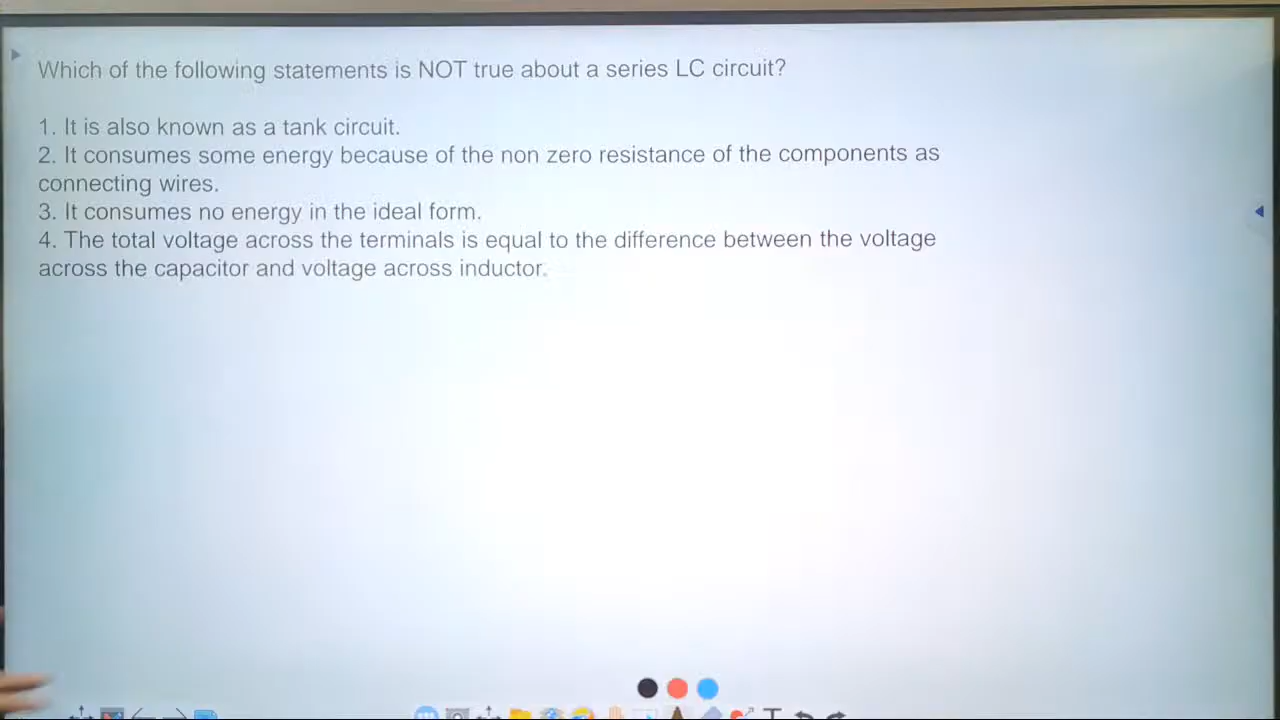 Which of the following statements is NOT true about a series LC circuit?
1. It is also known as a tank circuit.
2. It consumes some energy because of the non zero resistance of the components as
connecting wires.
3. It consumes no energy in the ideal form.
4. The total voltage across the terminals is equal to the difference between the voltage
across the capacitor and voltage across inductor.